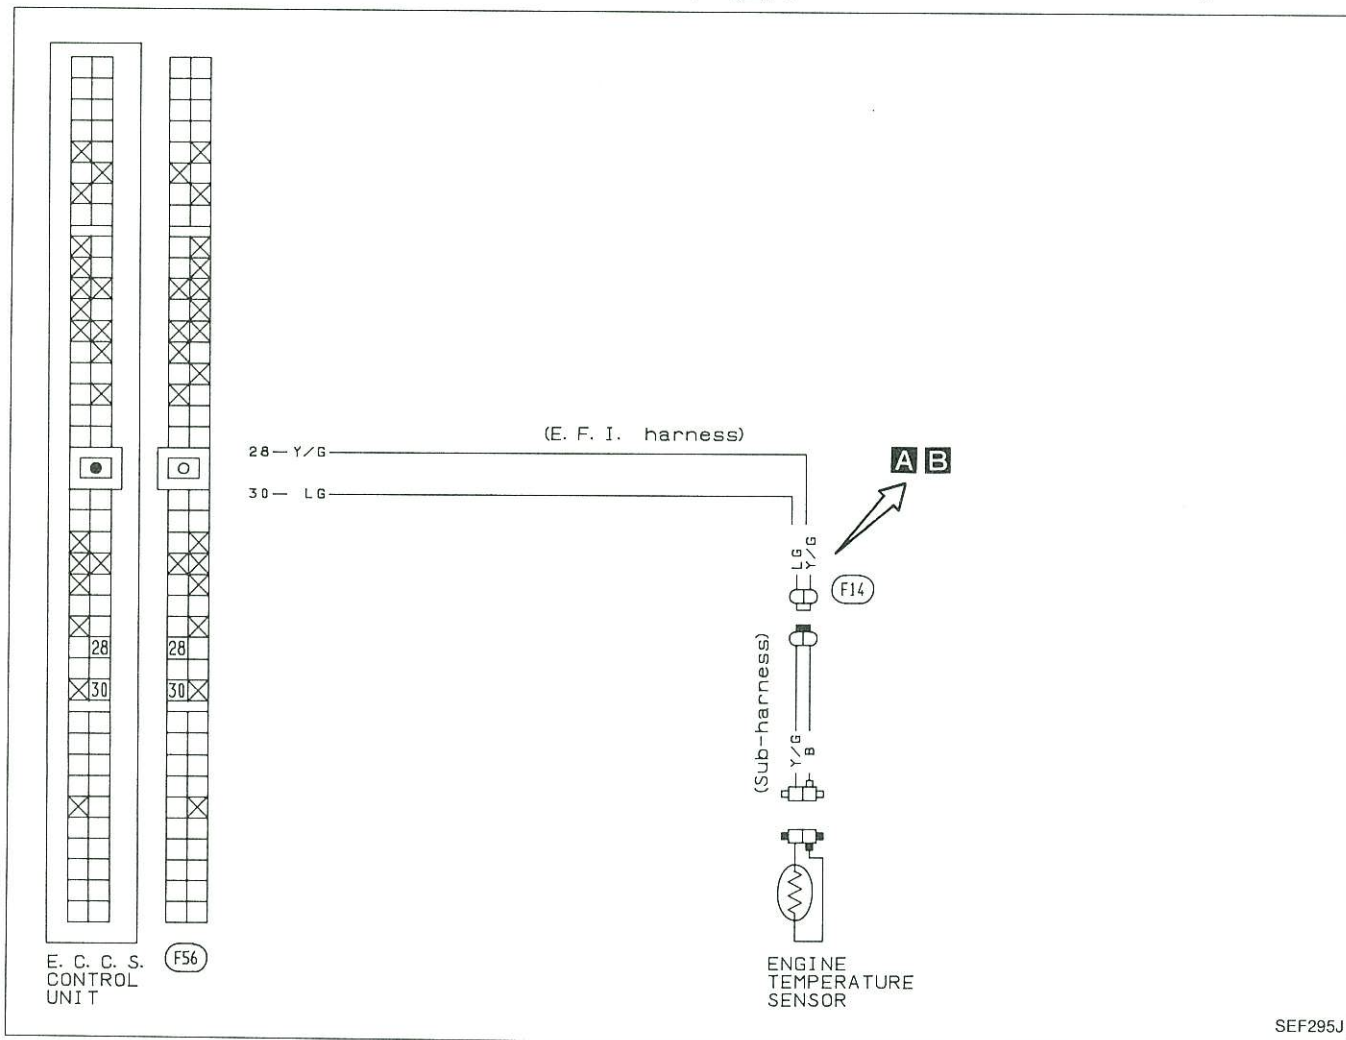 (E. F. I. harness)
28— Y/G
30— LG
A B
LG
Y/G
F14
(Sub-harness)
Y/G
B
28
28
30
30
E. C. C. S.
CONTROL
UNIT
F56
ENGINE
TEMPERATURE
SENSOR
SEF295J